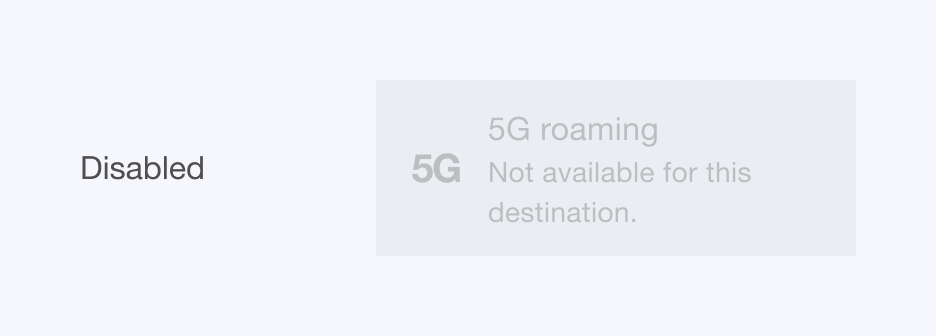 Disabled
5G
5G roaming
Not available for this
destination.